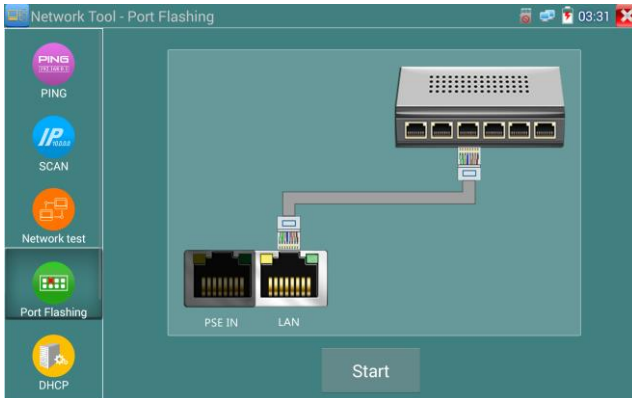 Network Tool - Port Flashing
03:31
PING
PING
SCAN
IP
Network test
Port Flashing
DHCP
PSE IN
LAN
Start